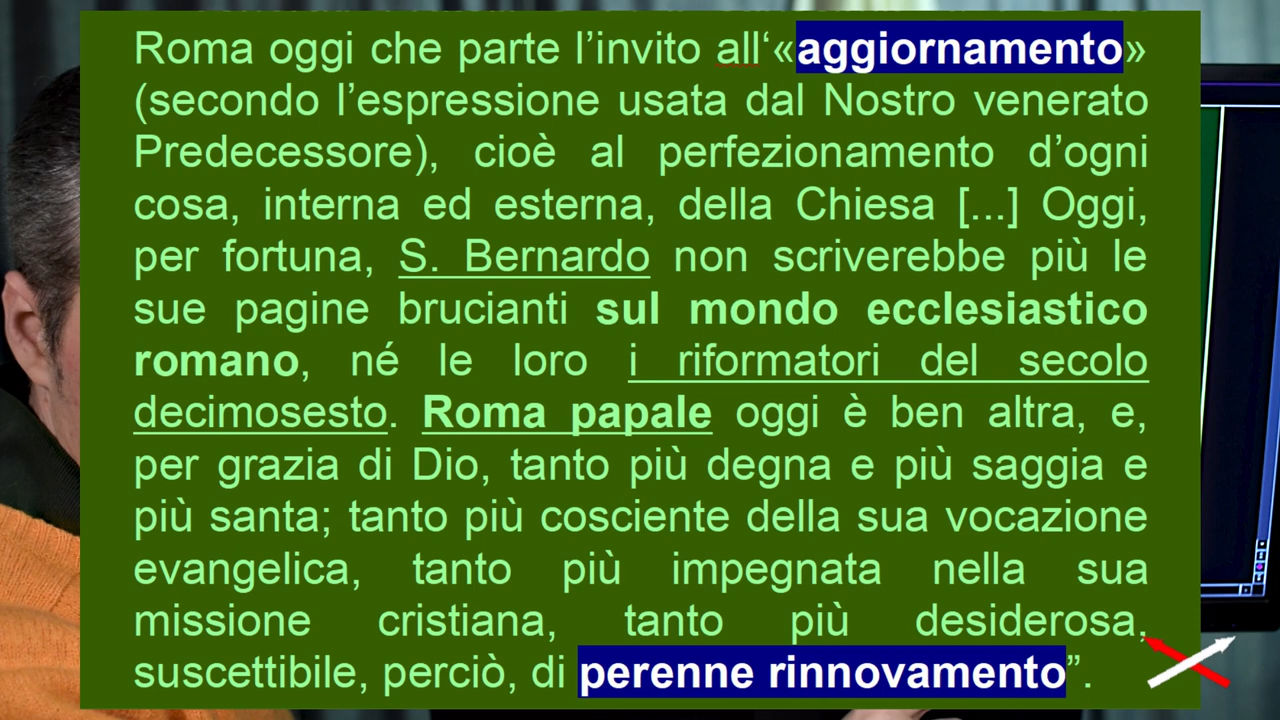 Roma oggi che parte l’invito all‘«aggiornamento»
(secondo l’espressione usata dal Nostro venerato
Predecessore), cioè al perfezionamento d’ogni
cosa, interna ed esterna, della Chiesa [...] Oggi,
per fortuna, S. Bernardo non scriverebbe più le
sue pagine brucianti sul mondo ecclesiastico
romano, né le loro i riformatori del secolo
decimosesto. Roma papale oggi è ben altra, e,
per grazia di Dio, tanto più degna e più saggia e
più santa; tanto più cosciente della sua vocazione
evangelica, tanto più impegnata nella sua
missione cristiana, tanto più desiderosa,
suscettibile, perciò, di perenne rinnovamento”.